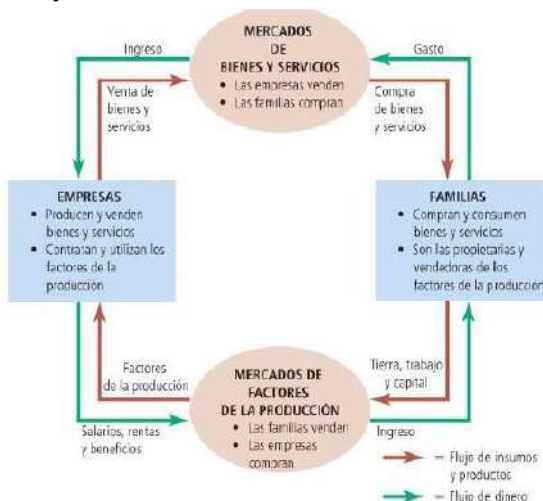 MERCADOS
DE
BIENES Y SERVICIOS
• Las empresas venden
• Las familias compran
Ingreso
Gasto
Venta de
bienes y
servicios
Compra
de bienes
y servicios
EMPRESAS
• Producen y venden
bienes y servicios
• Contratan y utilizan los
factores de la
producción
FAMILIAS
• Compran y consumen
bienes y servicios
• Son las propietarias y
vendedoras de los
factores de la producción
Factores
de la producción
Tierra, trabajo
y capital
MERCADOS DE
FACTORES
DE LA PRODUCCIÓN
• Las familias venden
• Las empresas
compran
Salarios, rentas
y beneficios
Ingreso
= Flujo de insumos
y productos
= Flujo de dinero